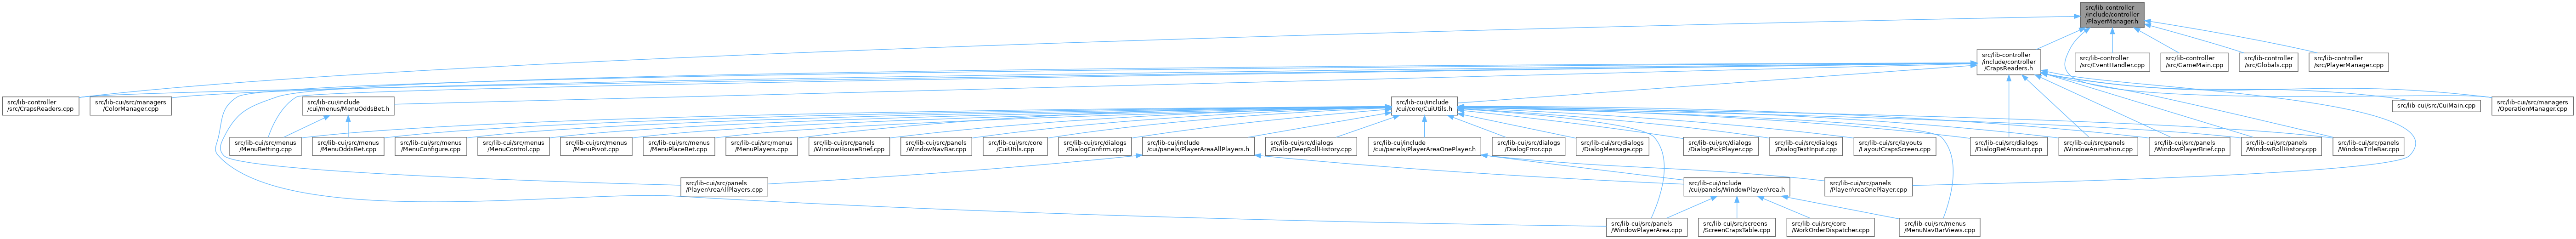 src/lib-controller
/include/controller
/PlayerManager.h
src/lib-controller
/include/controller
/CrapsReaders.h
src/lib-controller
/src/EventHandler.cpp
src/lib-controller
/src/GameMain.cpp
src/lib-controller
/src/Globals.cpp
src/lib-controller
/src/PlayerManager.cpp
src/lib-controller
/src/CrapsReaders.cpp
src/lib-cui/src/managers
/ColorManager.cpp
src/lib-cui/include
/cui/menus/MenuOddsBet.h
src/lib-cui/include
/cui/core/CuiUtils.h
src/lib-cui/src/CuiMain.cpp
src/lib-cui/src/managers
/OperationManager.cpp
src/lib-cui/src/menus
/MenuBetting.cpp
src/lib-cui/src/menus
/MenuOddsBet.cpp
src/lib-cui/src/menus
/MenuConfigure.cpp
src/lib-cui/src/menus
/MenuControl.cpp
src/lib-cui/src/menus
/MenuPivot.cpp
src/lib-cui/src/menus
/MenuPlaceBet.cpp
src/lib-cui/src/menus
/MenuPlayers.cpp
src/lib-cui/src/panels
/WindowHouseBrief.cpp
src/lib-cui/src/panels
/WindowNavBar.cpp
src/lib-cui/src/core
/CuiUtils.cpp
src/lib-cui/src/dialogs
/DialogConfirm.cpp
src/lib-cui/include
/cui/panels/PlayerAreaAllPlayers.h
src/lib-cui/src/dialogs
/DialogDeepRollHistory.cpp
src/lib-cui/include
/cui/panels/PlayerAreaOnePlayer.h
src/lib-cui/src/dialogs
/DialogError.cpp
src/lib-cui/src/dialogs
/DialogMessage.cpp
src/lib-cui/src/dialogs
/DialogPickPlayer.cpp
src/lib-cui/src/dialogs
/DialogTextInput.cpp
src/lib-cui/src/layouts
/LayoutCrapsScreen.cpp
src/lib-cui/src/dialogs
/DialogBetAmount.cpp
src/lib-cui/src/panels
/WindowAnimation.cpp
src/lib-cui/src/panels
/WindowPlayerBrief.cpp
src/lib-cui/src/panels
/WindowRollHistory.cpp
src/lib-cui/src/panels
/WindowTitleBar.cpp
src/lib-cui/src/panels
/PlayerAreaAllPlayers.cpp
src/lib-cui/include
/cui/panels/WindowPlayerArea.h
src/lib-cui/src/panels
/PlayerAreaOnePlayer.cpp
src/lib-cui/src/panels
/WindowPlayerArea.cpp
src/lib-cui/src/screens
/ScreenCrapsTable.cpp
src/lib-cui/src/core
/WorkOrderDispatcher.cpp
src/lib-cui/src/menus
/MenuNavBarViews.cpp